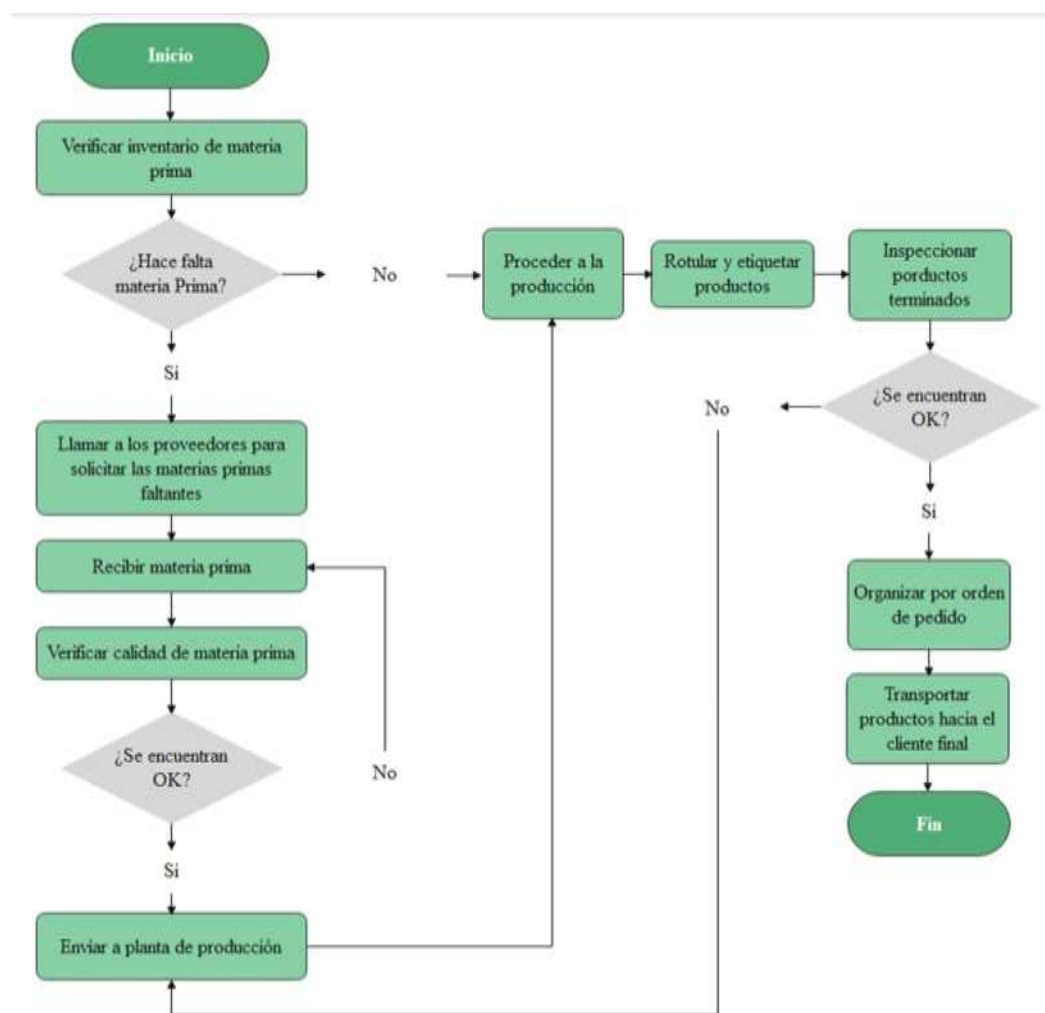 Inicio
Verificar inventario de materia
prima
¿Hace falta
materia Prima?
No
Si
Llamar a los proveedores para
solicitar las materias primas
faltantes
Recibir materia prima
Verificar calidad de materia prima
¿Se encuentran
OK?
No
Si
Enviar a planta de producción
Proceder a la
producción
Rotular y etiquetar
productos
Inspeccionar
porductos
terminados
¿Se encuentran
OK?
No
Si
Organizar por orden
de pedido
Transportar
productos hacia el
cliente final
Fin